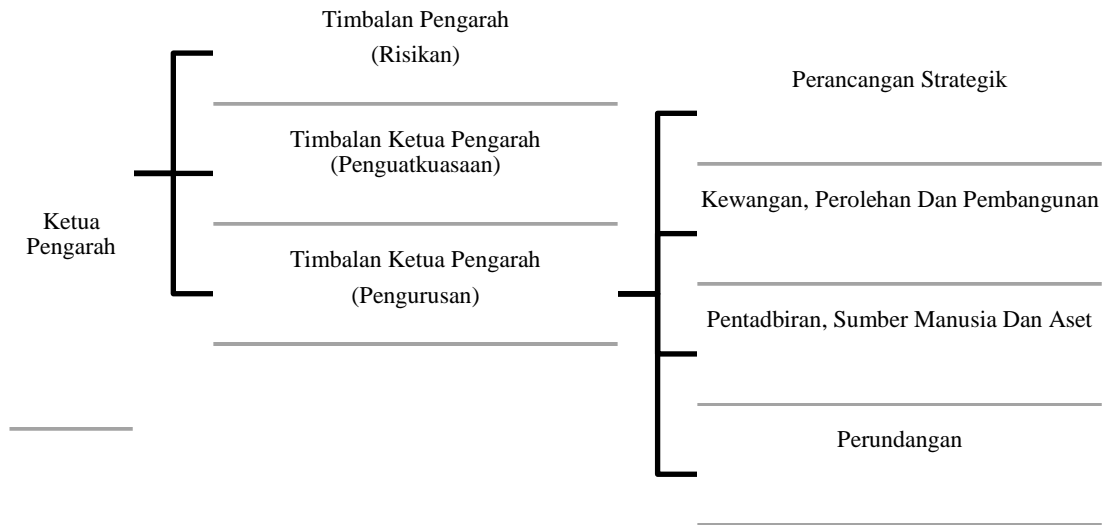 Ketua
Pengarah
Timbalan Pengarah
(Risikan)
Timbalan Ketua Pengarah
(Penguatkuasaan)
Timbalan Ketua Pengarah
(Pengurusan)
Perancangan Strategik
Kewangan, Perolehan Dan Pembangunan
Pentadbiran, Sumber Manusia Dan Aset
Perundangan